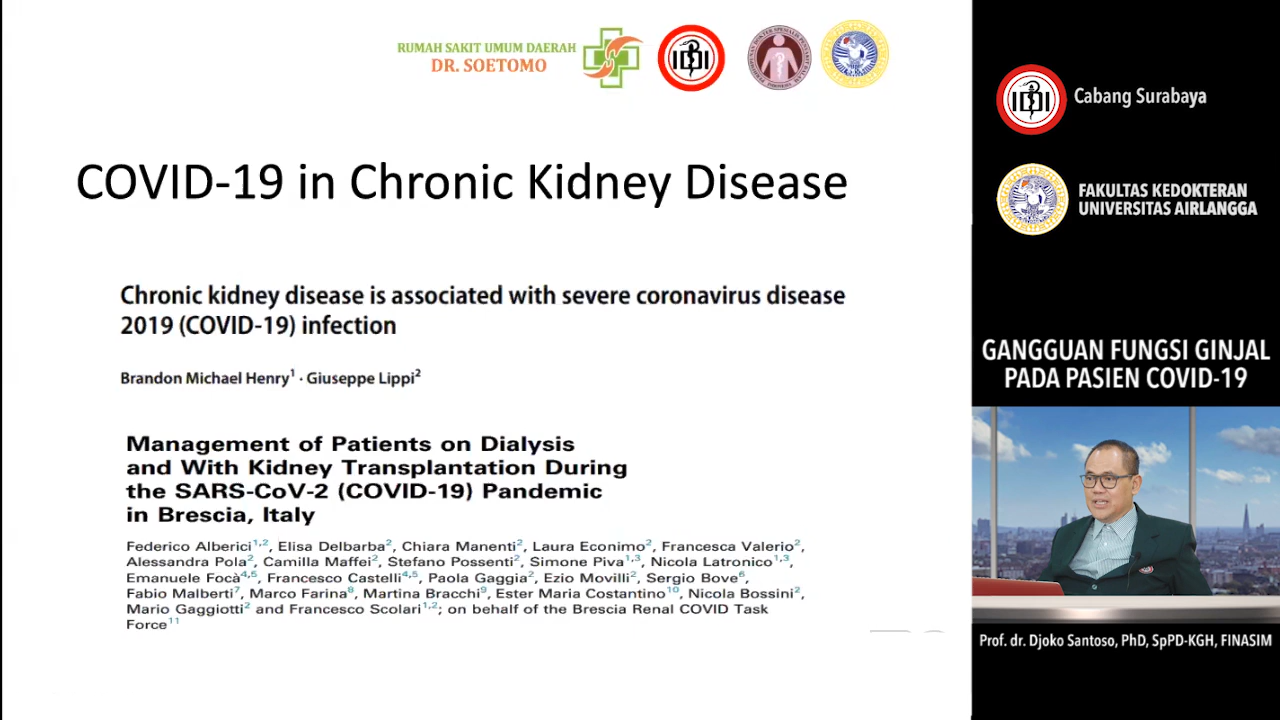 RUMAH SAKIT UMUM DAERAH
DR. SOETOMO
IDI
COVID-19 in Chronic Kidney Disease
Chronic kidney disease is associated with severe coronavirus disease
2019 (COVID-19) infection
Brandon Michael Henry1 · Giuseppe Lippi2
Management of Patients on Dialysis
and With Kidney Transplantation During
the SARS-CoV-2 (COVID-19) Pandemic
in Brescia, Italy
Federico Alberici1,2, Elisa Delbarba2, Chiara Manenti2, Laura Econimo2, Francesca Valerio2,
Alessandra Pola2, Camilla Maffei2, Stefano Possenti2, Simone Piva1,3, Nicola Latronico1,3,
Emanuele Focà4,5, Francesco Castelli4,5, Paola Gaggia2, Ezio Movilli2, Sergio Bove6,
Fabio Malberti7, Marco Farina8, Martina Bracchi9, Ester Maria Costantino10, Nicola Bossini2,
Mario Gaggiotti2 and Francesco Scolari1,2; on behalf of the Brescia Renal COVID Task
Force11
IDI
Cabang Surabaya
FAKULTAS KEDOKTERAN
UNIVERSITAS AIRLANGGA
GANGGUAN FUNGSI GINJAL
PADA PASIEN COVID-19
Prof. dr. Djoko Santoso, PhD, SpPD-KGH, FINASIM